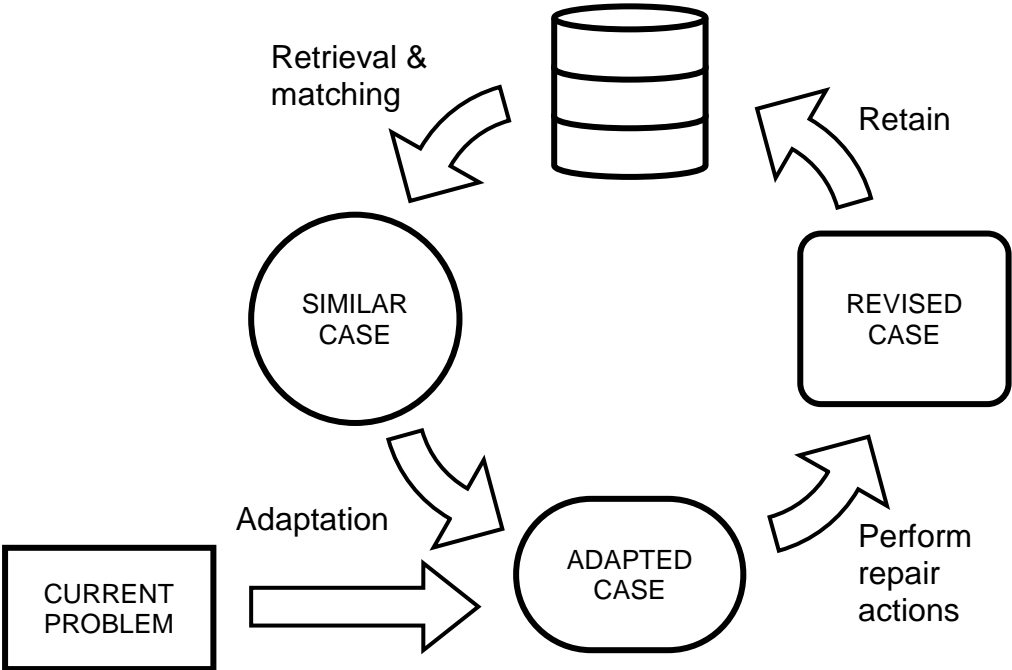 Retrieval &
matching
Retain
SIMILAR
CASE
REVISED
CASE
Adaptation
CURRENT
PROBLEM
ADAPTED
CASE
Perform
repair
actions